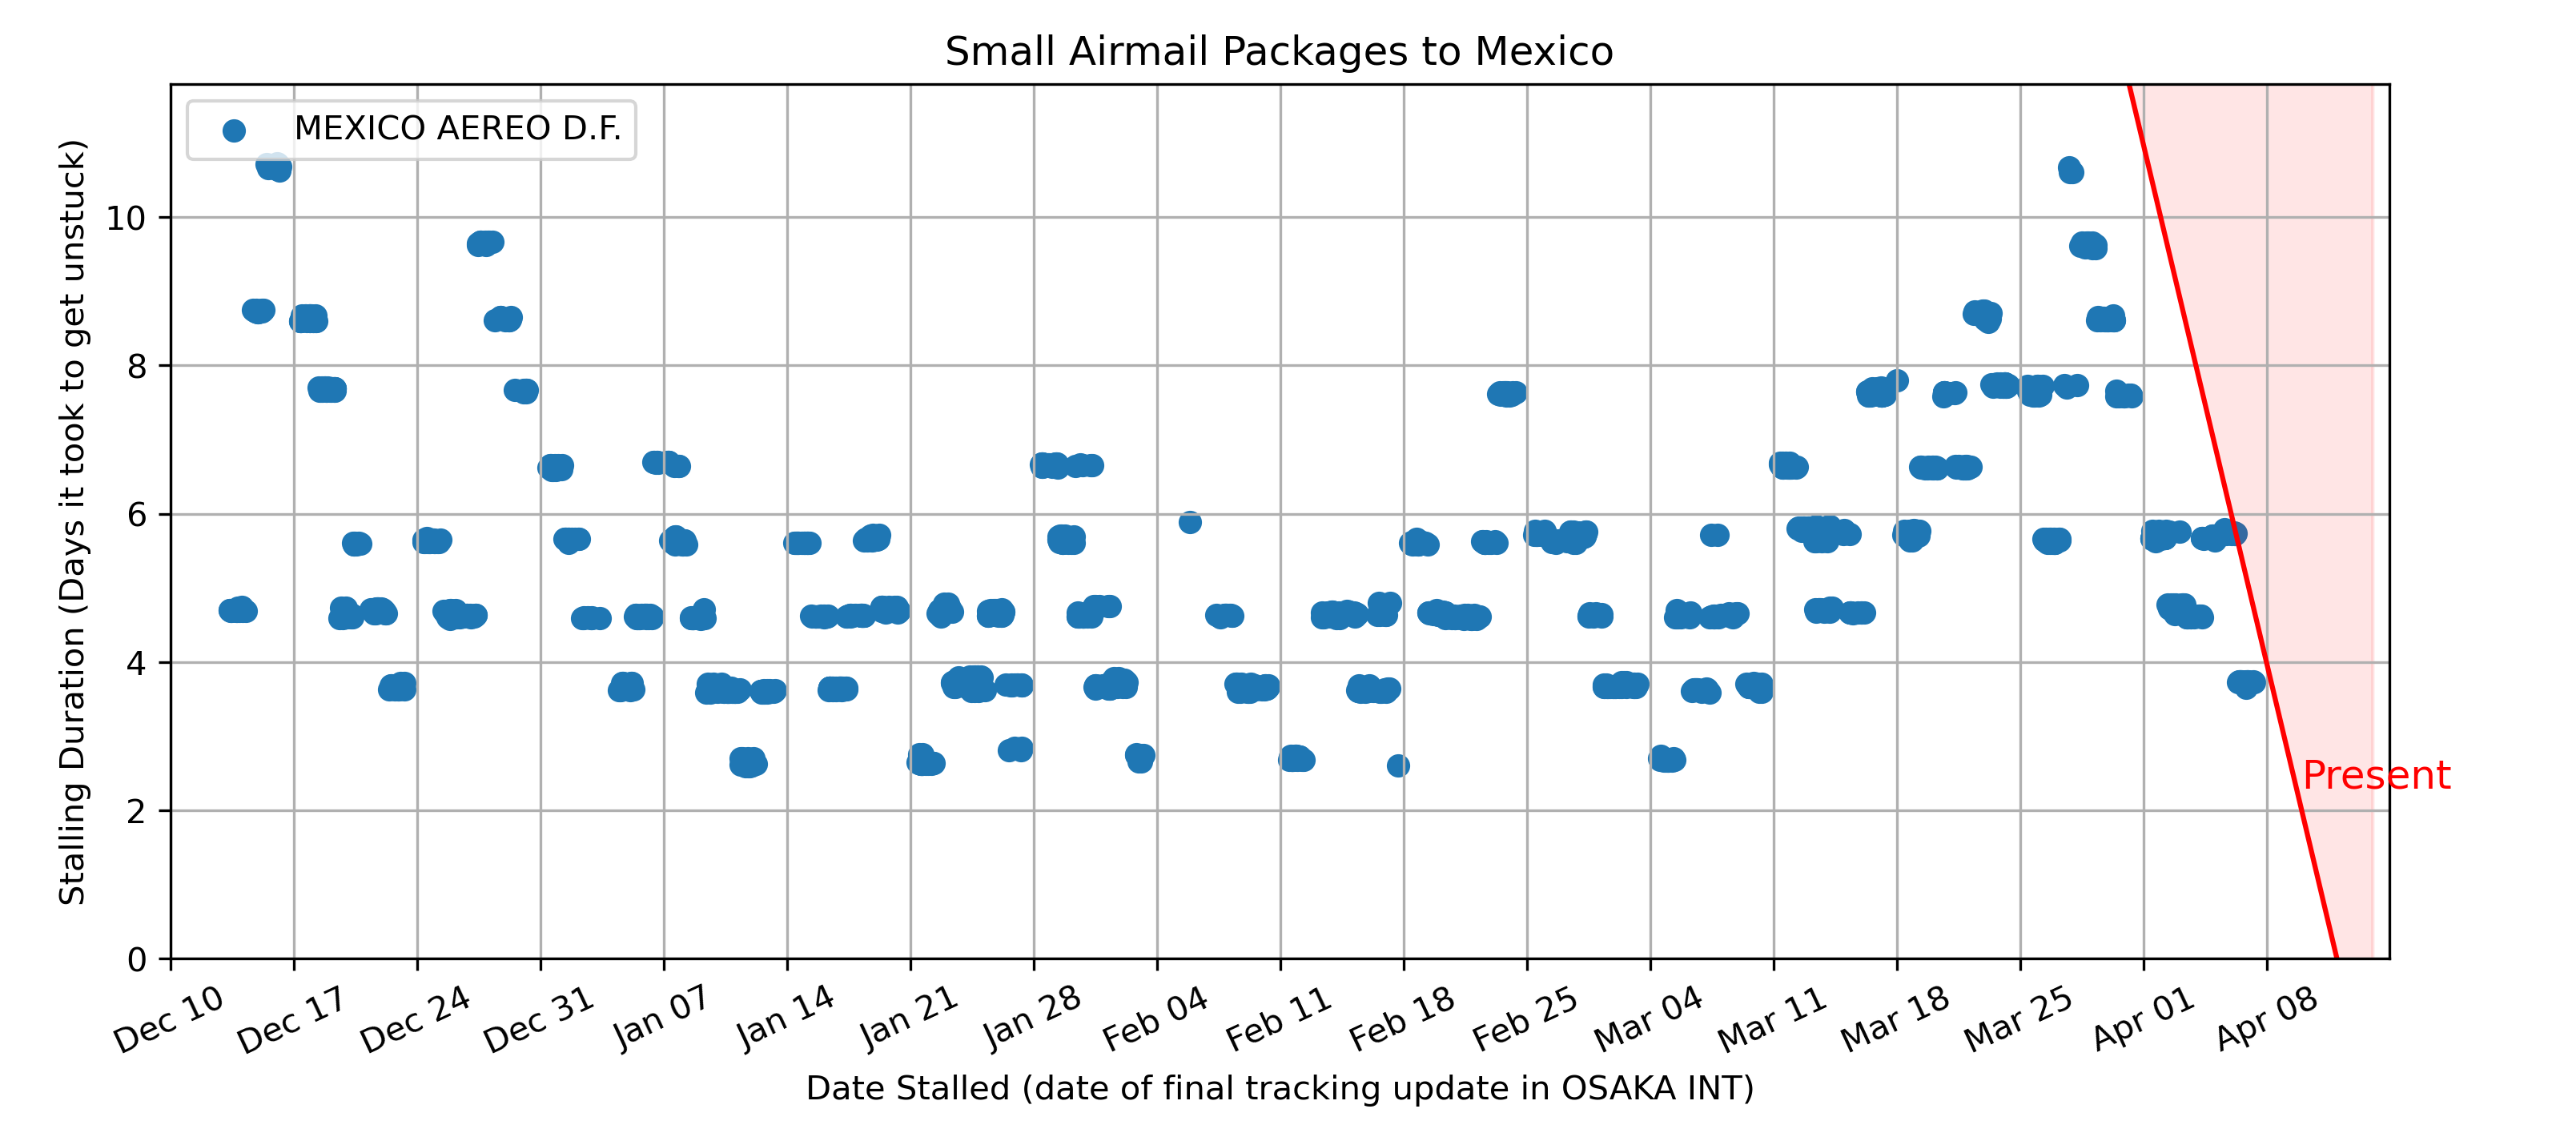 Small Airmail Packages to Mexico
MEXICO AEREO D.F.
Stalling Duration (Days it took to get unstuck)
10
8
6
4
2
0
Present
Dec 10
Dec 17
Dec 24
Dec 31
Jan 07
Jan 14
Jan 21
Jan 28
Feb 04
Feb 11
Feb 18
Feb 25
Mar 04
Mar 11
Mar 18
Mar 25
Apr 01
Apr 08
Date Stalled (date of final tracking update in OSAKA INT)